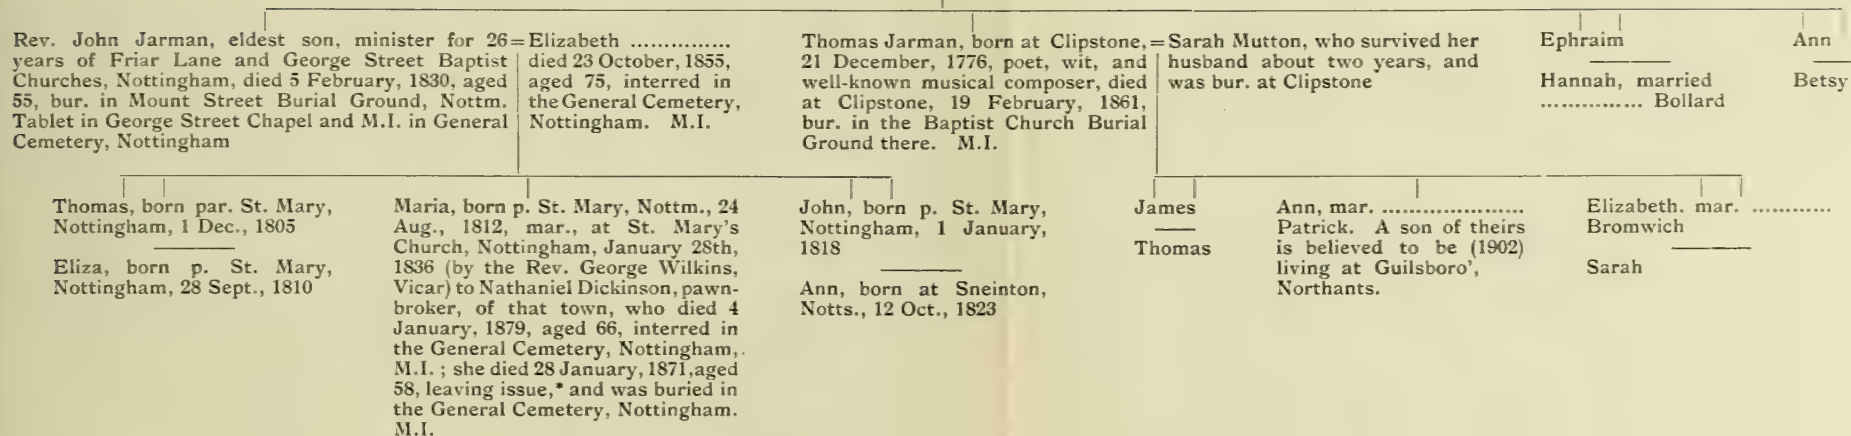 Rev. John Jarman, eldest son, minister for 26=
years of Friar Lane and George Street Baptist
Churches, Nottingham, died 5 February, 1830, aged
55, bur. in Mount Street Burial Ground, Nottm.
Tablet in George Street Chapel and M.I. in General
Cemetery, Nottingham
Elizabeth ...............
died 23 October, 1855,
aged 75, interred in
the General Cemetery,
Nottingham. M.I.
Thomas Jarman, born at Clipstone,=
21 December, 1776, poet, wit, and
well-known musical composer, died
at Clipstone, 19 February, 1861,
bur. in the Baptist Church Burial
Ground there. M.I.
Sarah Mutton, who survived her
husband about two years, and
was bur. at Clipstone
Ephraim
Hannah, married
............... Bollard
Ann
Betsy
Thomas, born par. St. Mary,
Nottingham, 1 Dec., 1805
Eliza, born p. St. Mary,
Nottingham, 28 Sept., 1810
Maria, born p. St. Mary, Nottm., 24
Aug., 1812, mar., at St. Mary's
Church, Nottingham, January 28th,
1836 (by the Rev. George Wilkins,
Vicar) to Nathaniel Dickinson, pawn-
broker, of that town, who died 4
January, 1879, aged 66, interred in
the General Cemetery, Nottingham,
M.I.; she died 28 January, 1871, aged
58, leaving issue,* and was buried in
the General Cemetery, Nottingham.
M.I.
John, born p. St. Mary,
Nottingham, 1 January,
1818
Ann, born at Sneinton,
Notts., 12 Oct., 1823
James
Thomas
Ann, mar. .....................
Patrick. A son of theirs
is believed to be (1902)
living at Guilsboro',
Northants.
Elizabeth. mar. ............
Bromwich
Sarah